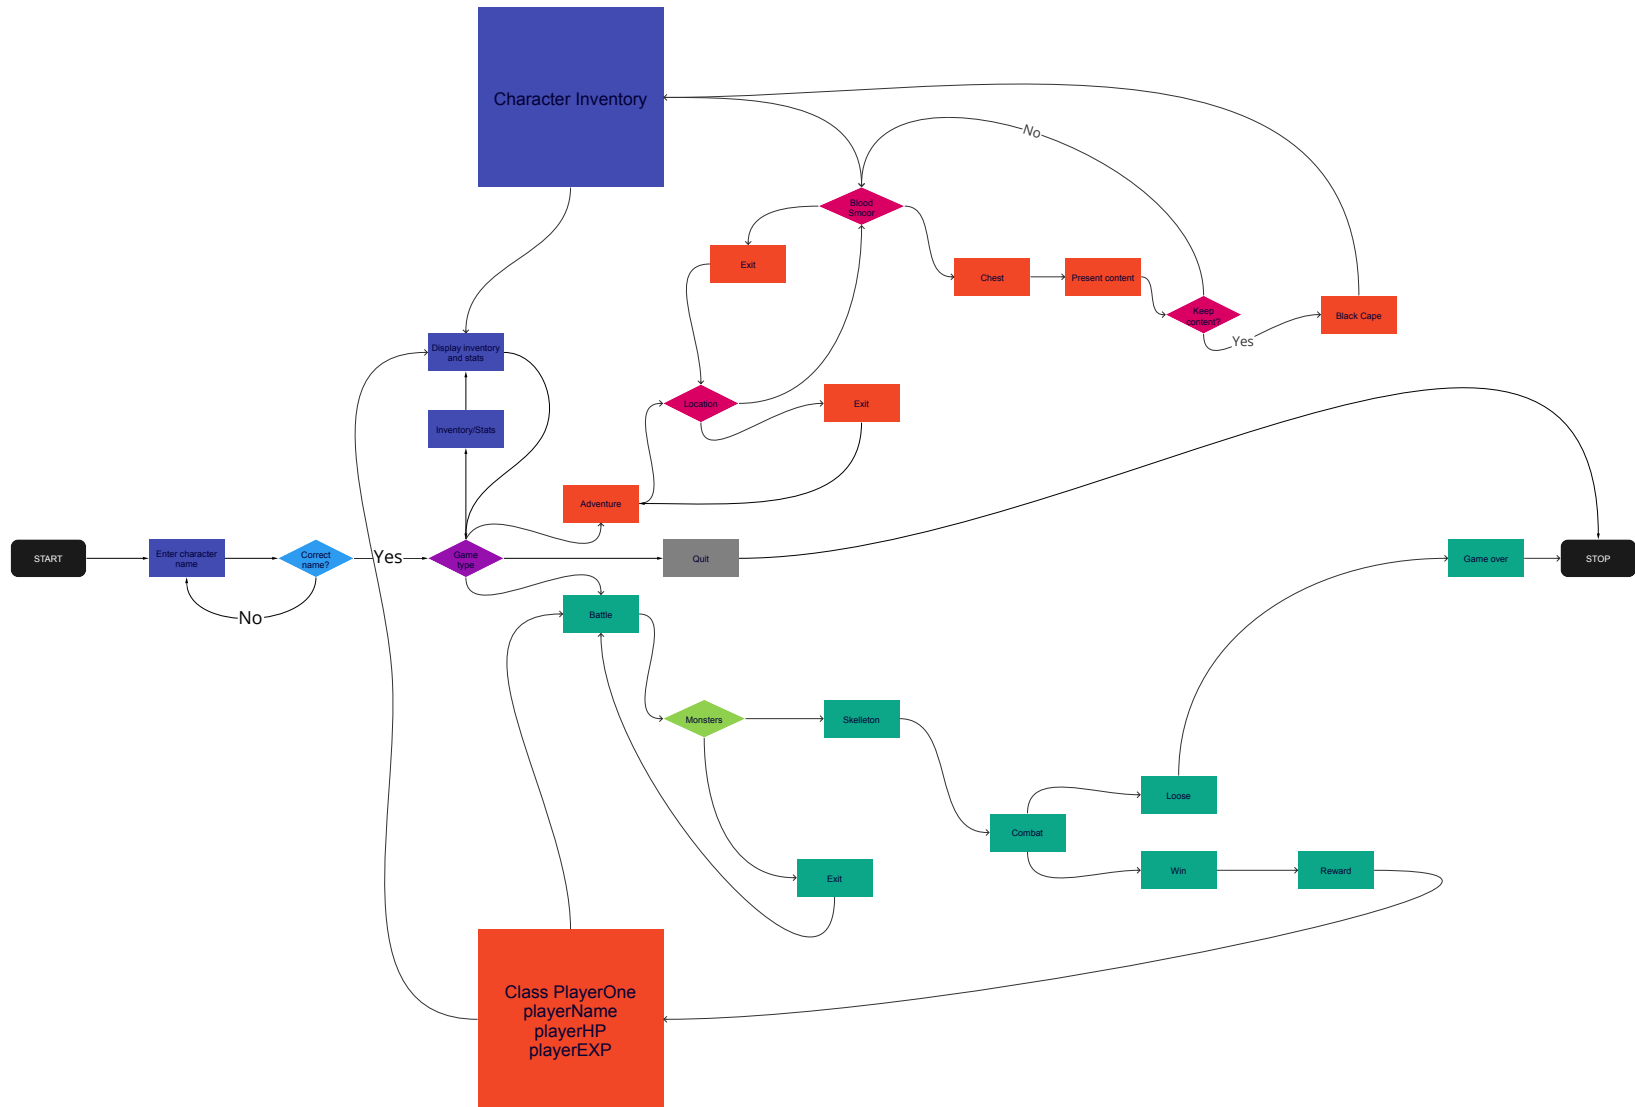 Character Inventory
No
Blood
Smoor
Exit
Chest
Present content
Keep
content?
Black Cape
Yes
Display inventory
and stats
Location
Exit
Inventory/Stats
Adventure
START
Enter character
name
Correct
name?
Yes
Game
type
Quit
Game over
STOP
No
Battle
Monsters
Skelleton
Loose
Combat
Exit
Win
Reward
Class PlayerOne
playerName
playerHP
playerEXP